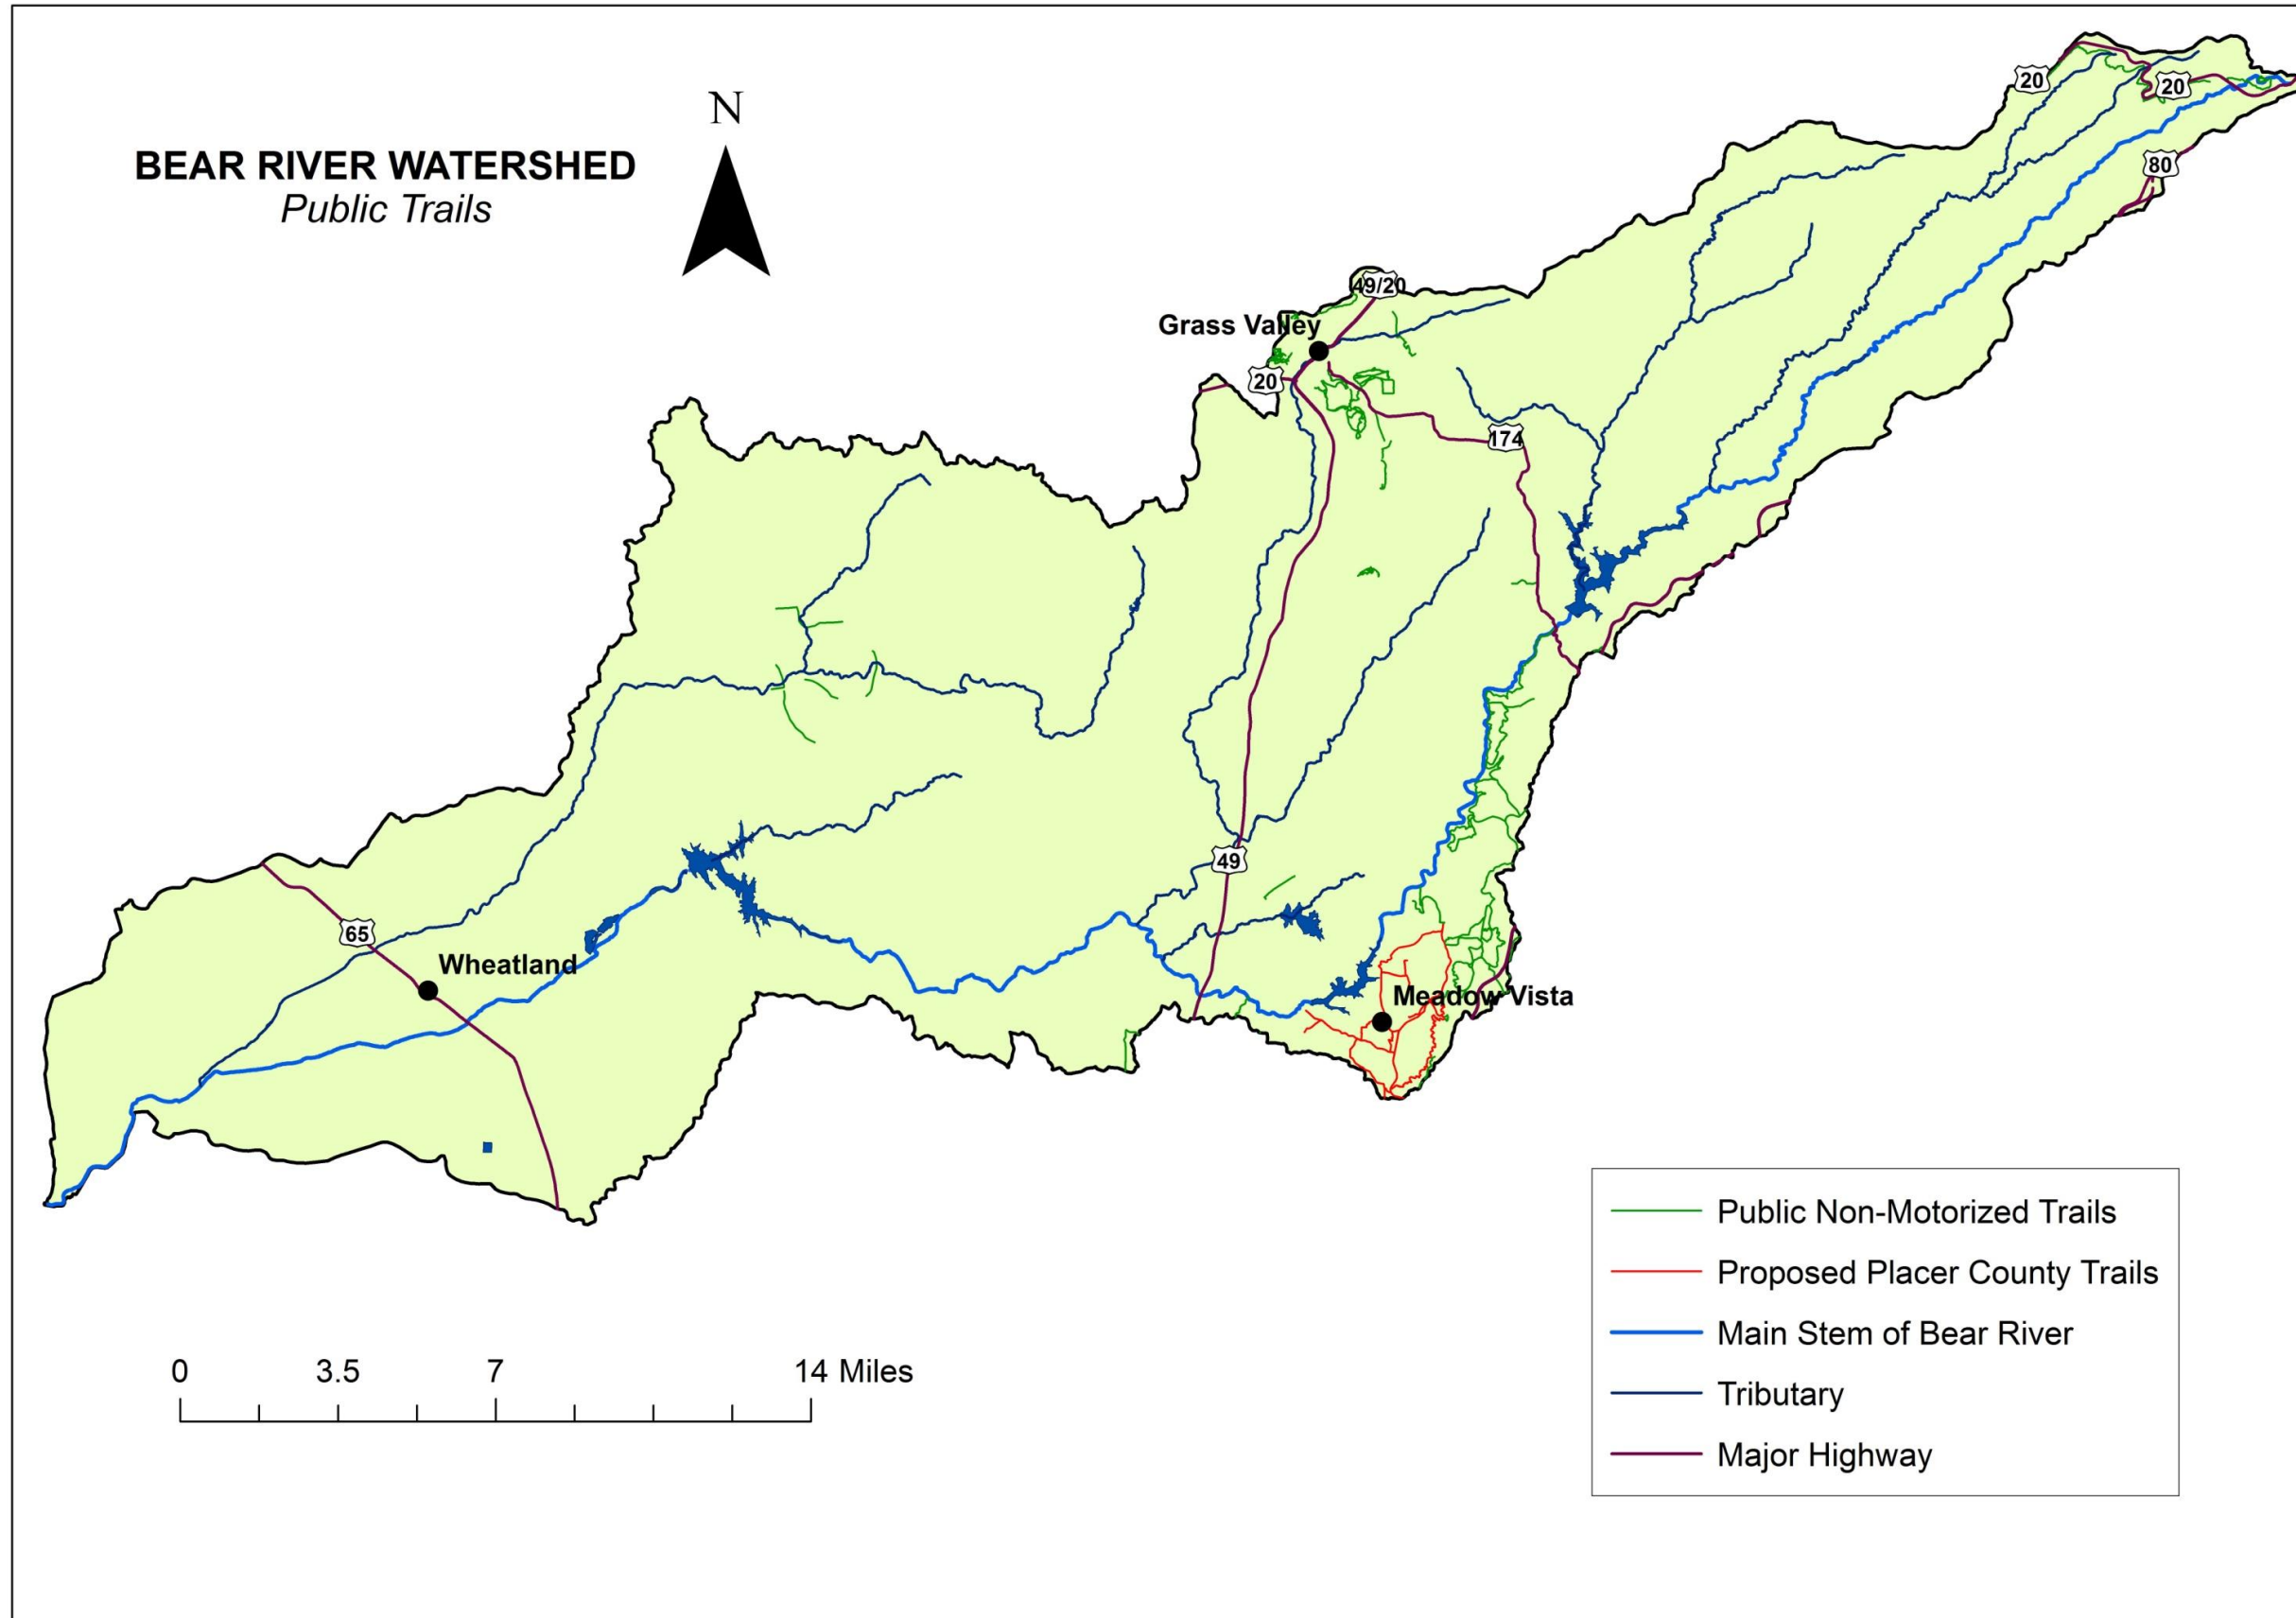 BEAR RIVER WATERSHED
Public Trails
N
20
20
80
49/20
Grass Valley
20
174
49
65
Wheatland
Meadow Vista
Public Non-Motorized Trails
Proposed Placer County Trails
Main Stem of Bear River
Tributary
Major Highway
0 3.5 7 14 Miles